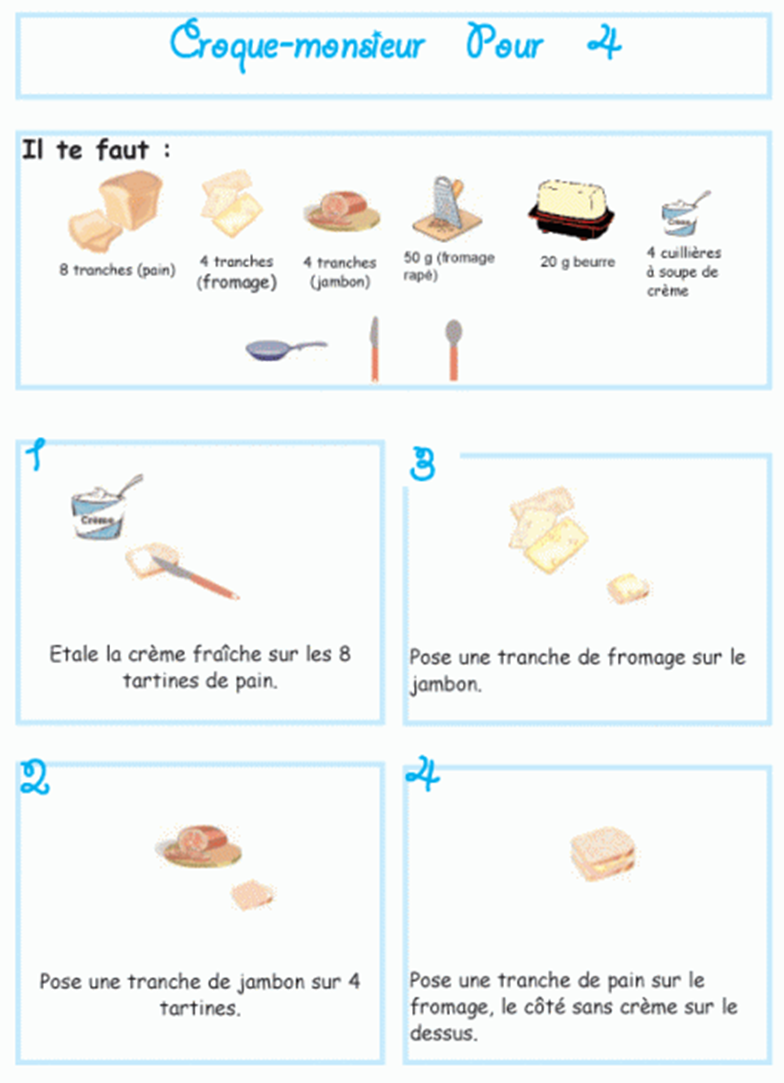 Croque-monsieur Pour 4
Il te faut :
8 tranches (pain)
4 tranches
(fromage)
4 tranches
(jambon)
50 g (fromage
rapé)
20 g beurre
Crème
4 cuillières
à soupe de
crème
1
Crème
Etale la crème fraîche sur les 8
tartines de pain.
2
Pose une tranche de jambon sur 4
tartines.
3
Pose une tranche de fromage sur le
jambon.
4
Pose une tranche de pain sur le
fromage, le côté sans crème sur le
dessus.